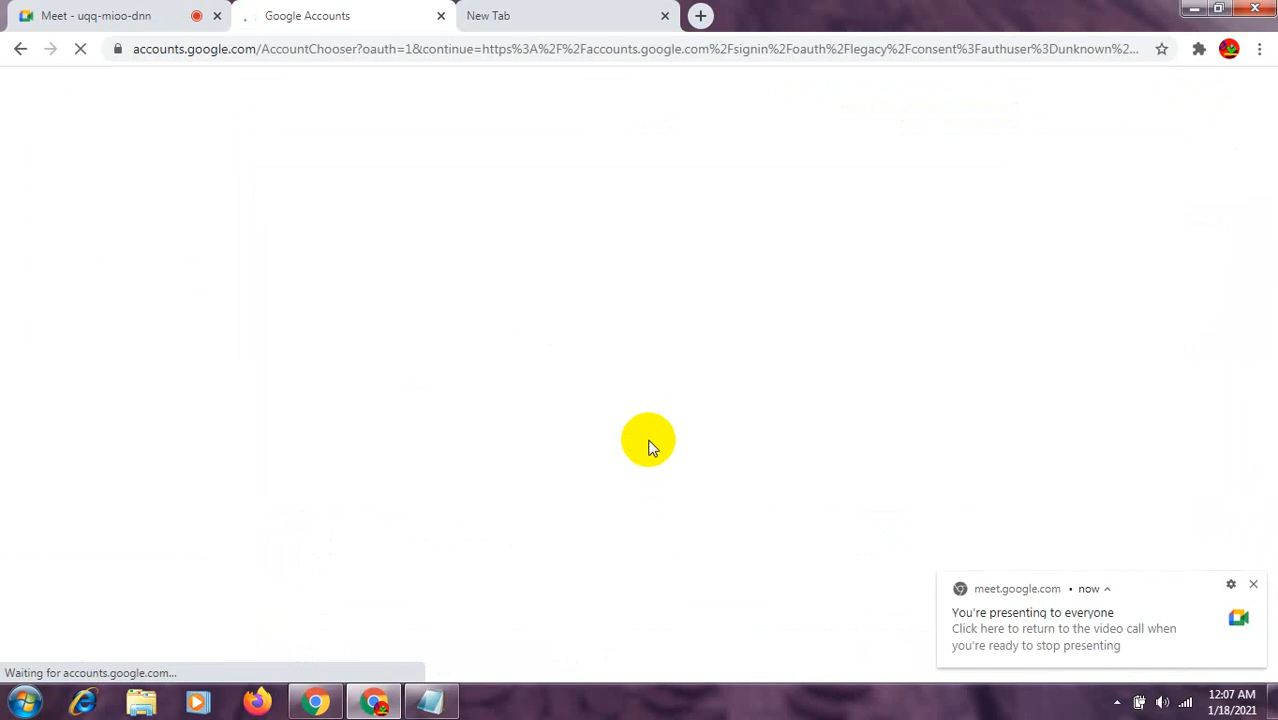 Meet - uqq-mioo-dnn
Google Accounts
New Tab
accounts.google.com/AccountChooser?oauth=1&continue=https%3A%2F%2Faccounts.google.com%2Fsignin%2Foauth%2Flegacy%2Fconsent%3Fauthuser%3Dunknown%2...
meet.google.com • now
You're presenting to everyone
Click here to return to the video call when
you're ready to stop presenting
Waiting for accounts.google.com...
12:07 AM
1/18/2021